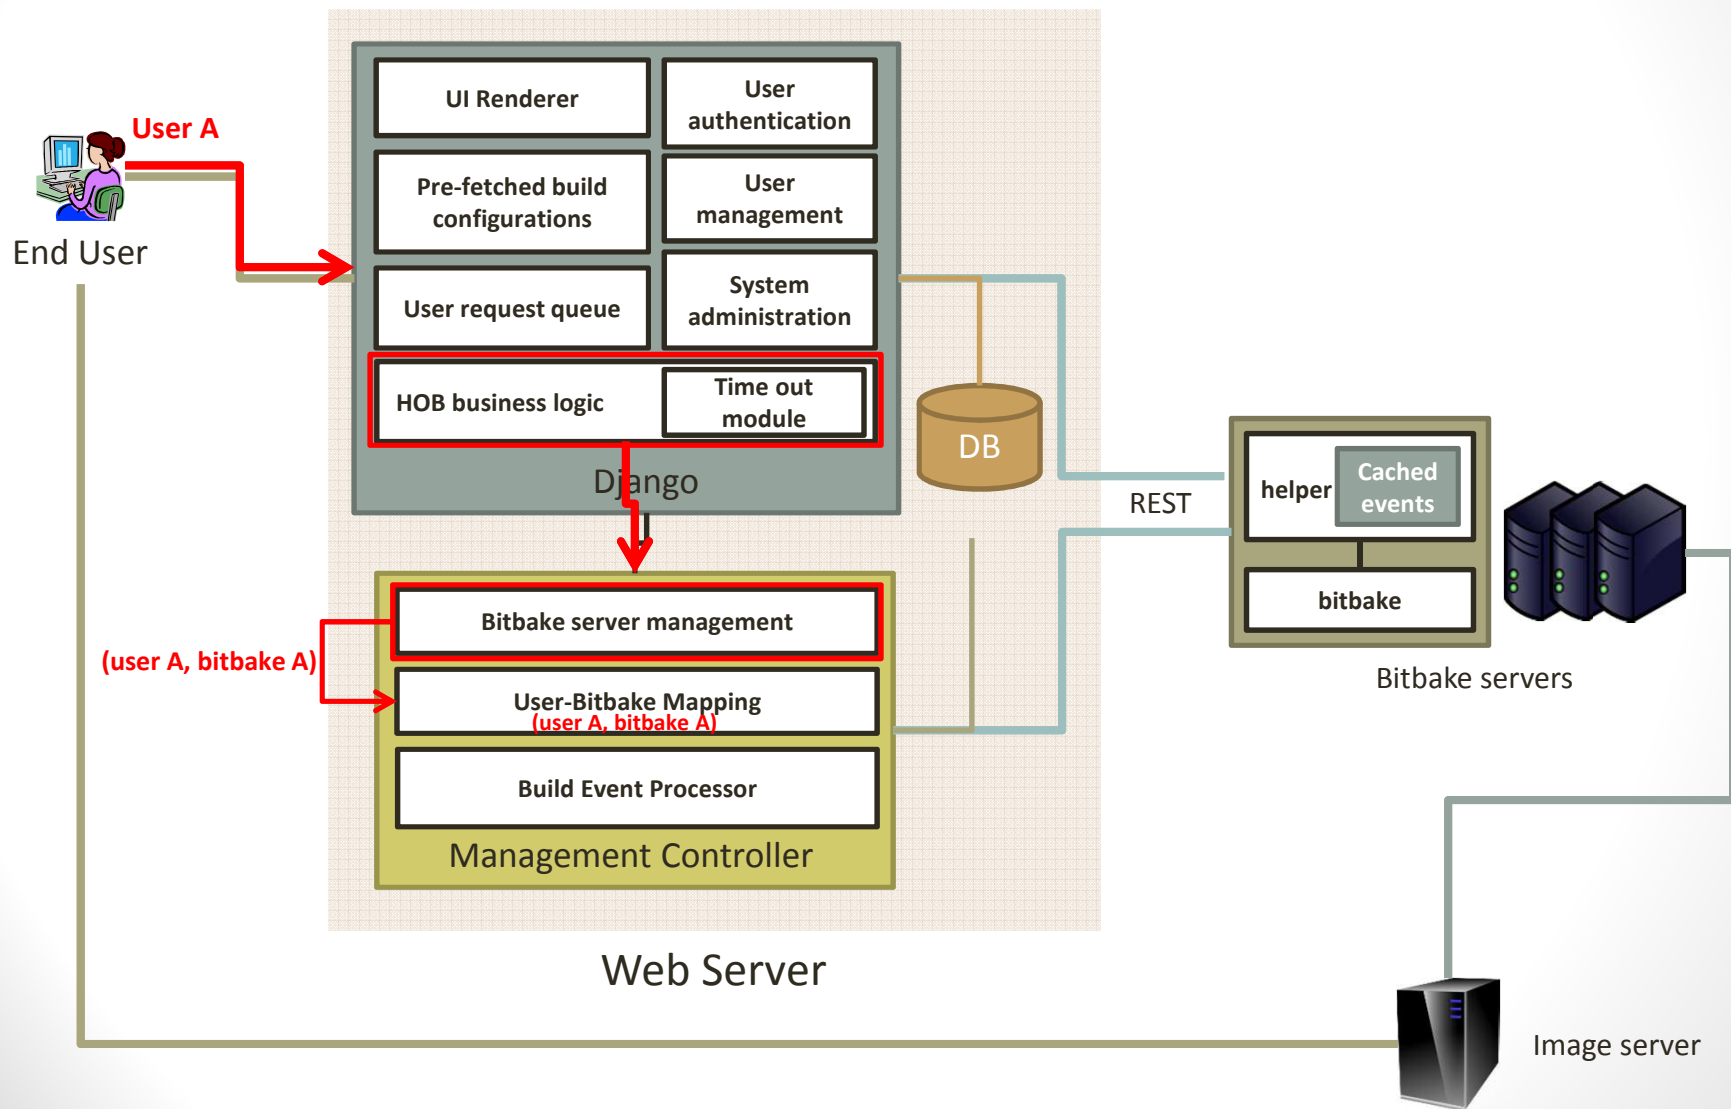 User A
End User
UI Renderer
User
authentication
Pre-fetched build
configurations
User
management
User request queue
System
administration
HOB business logic
Time out
module
Django
DB
REST
helper
Cached
events
bitbake
Bitbake servers
Bitbake server management
(user A, bitbake A)
User-Bitbake Mapping
(user A, bitbake A)
Build Event Processor
Management Controller
Web Server
Image server